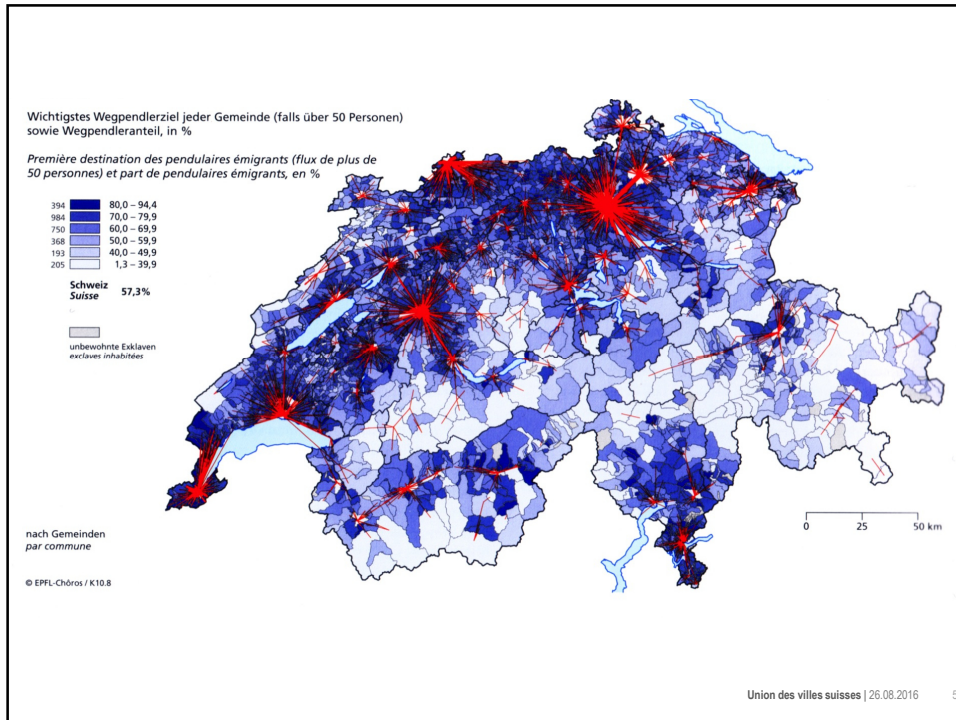 Wichtigstes Wegpendlerziel jeder Gemeinde (falls über 50 Personen)
sowie Wegpendleranteil, in %
Première destination des pendulaires émigrants (flux de plus de
50 personnes) et part de pendulaires émigrants, en %
394 80,0 – 94,4
984 70,0 – 79,9
750 60,0 – 69,9
368 50,0 – 59,9
193 40,0 – 49,9
205 1,3 – 39,9
Schweiz
Suisse 57,3%
unbewohnte Exklaven
exclaves inhabitées
0 25 50 km
nach Gemeinden
par commune
© EPFL-Chôros / K10.8
Union des villes suisses | 26.08.2016 5